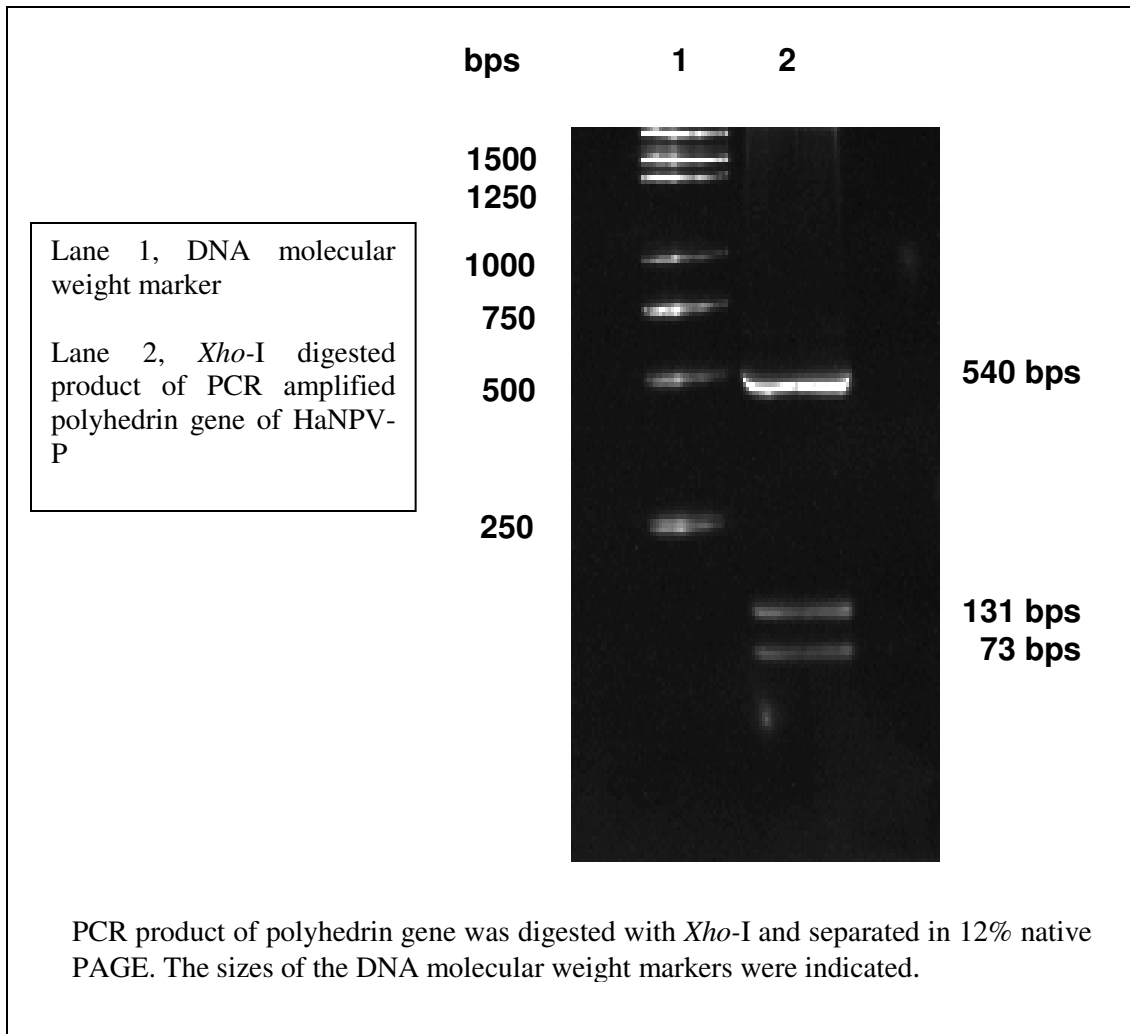 bps 1 2
1500
1250
1000
750
500
250
Lane 1, DNA molecular
weight marker
Lane 2, Xho-I digested
product of PCR amplified
polyhedrin gene of HaNPV-
P
540 bps
131 bps
73 bps
PCR product of polyhedrin gene was digested with Xho-I and separated in 12% native
PAGE. The sizes of the DNA molecular weight markers were indicated.